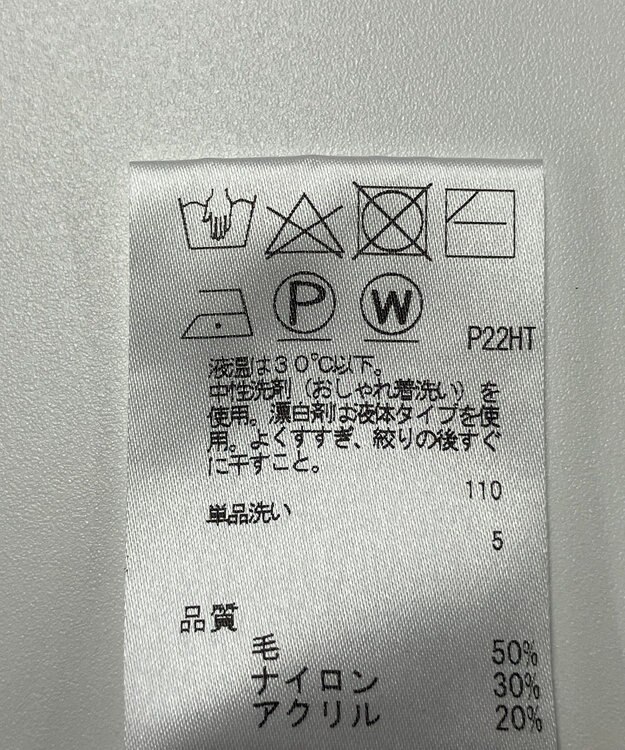 P W P22HT
液温は30℃以下。
中性洗剤（おしゃれ着洗い）を
使用。漂白剤は液体タイプを使
用。よくすすぎ、絞りの後すぐ
に干すこと。
110
単品洗い
5
品質
毛 50%
ナイロン 30%
アクリル 20%